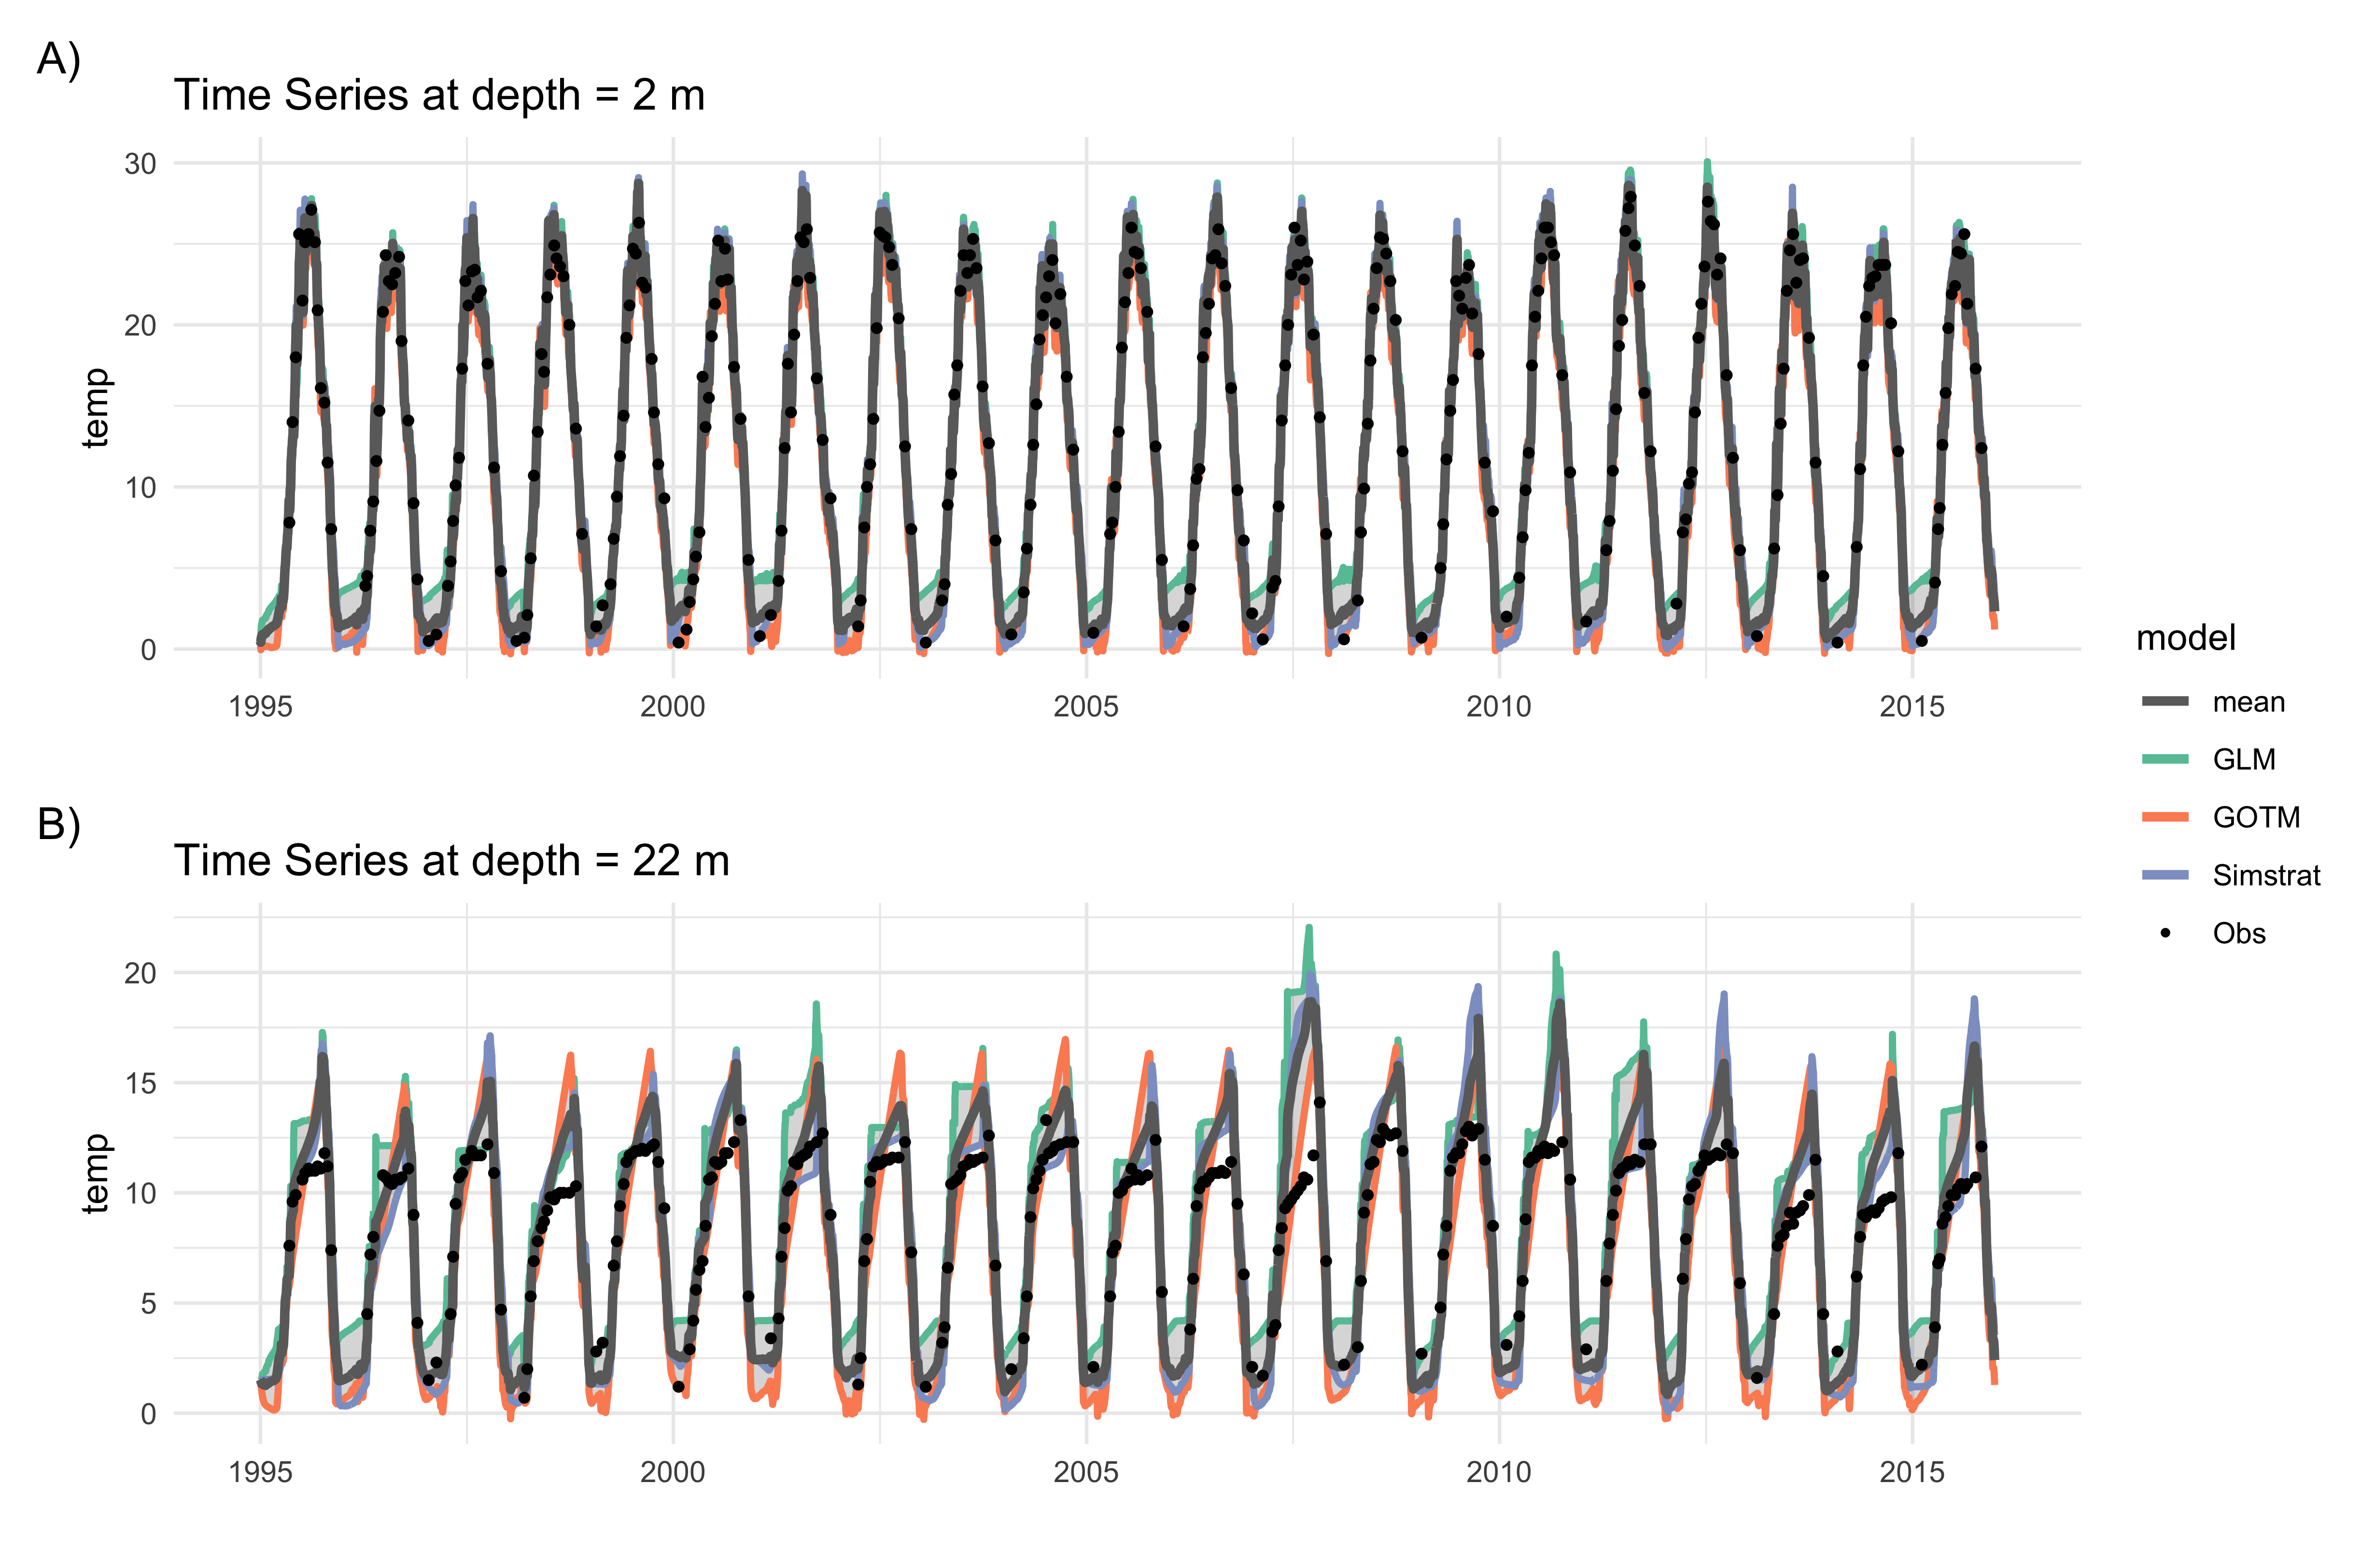 A)
Time Series at depth = 2 m
30
20
10
0
temp
1995 2000 2005 2010 2015
B)
Time Series at depth = 22 m
20
15
10
5
0
temp
1995 2000 2005 2010 2015
model
mean
GLM
GOTM
Simstrat
Obs